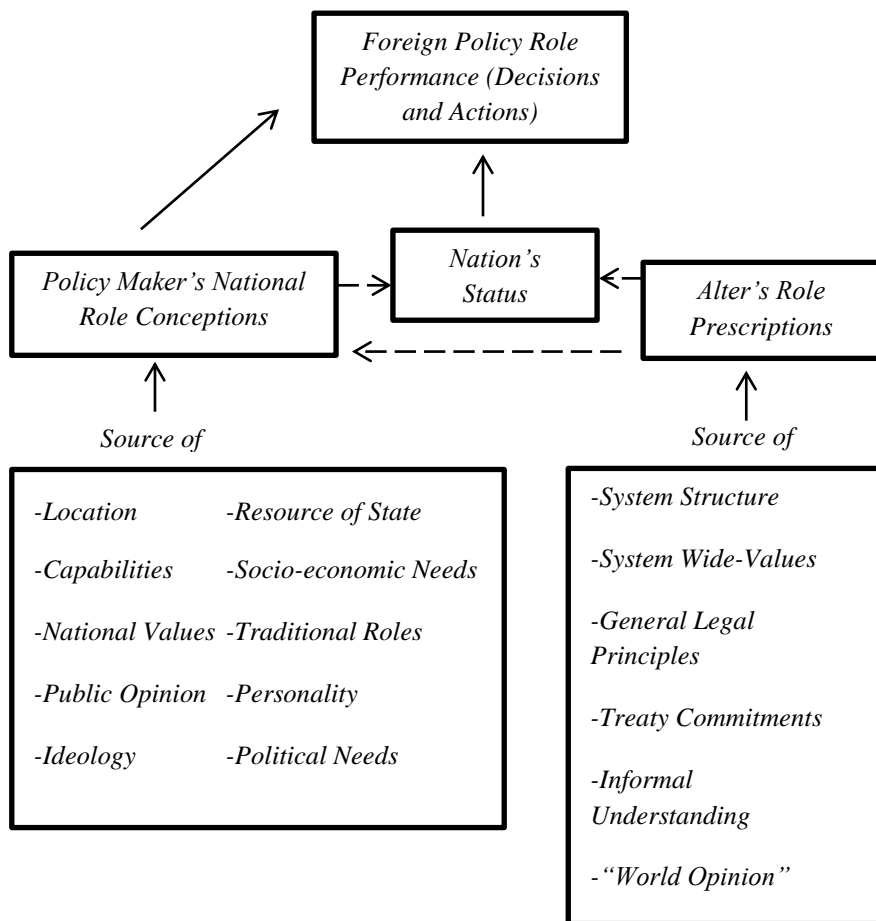 Foreign Policy Role
Performance (Decisions
and Actions)
Policy Maker’s National
Role Conceptions
Nation’s
Status
Alter’s Role
Prescriptions
Source of
-Location
-Resource of State
-Capabilities
-Socio-economic Needs
-National Values
-Traditional Roles
-Public Opinion
-Personality
-Ideology
-Political Needs
Source of
-System Structure
-System Wide-Values
-General Legal
Principles
-Treaty Commitments
-Informal
Understanding
-“World Opinion”